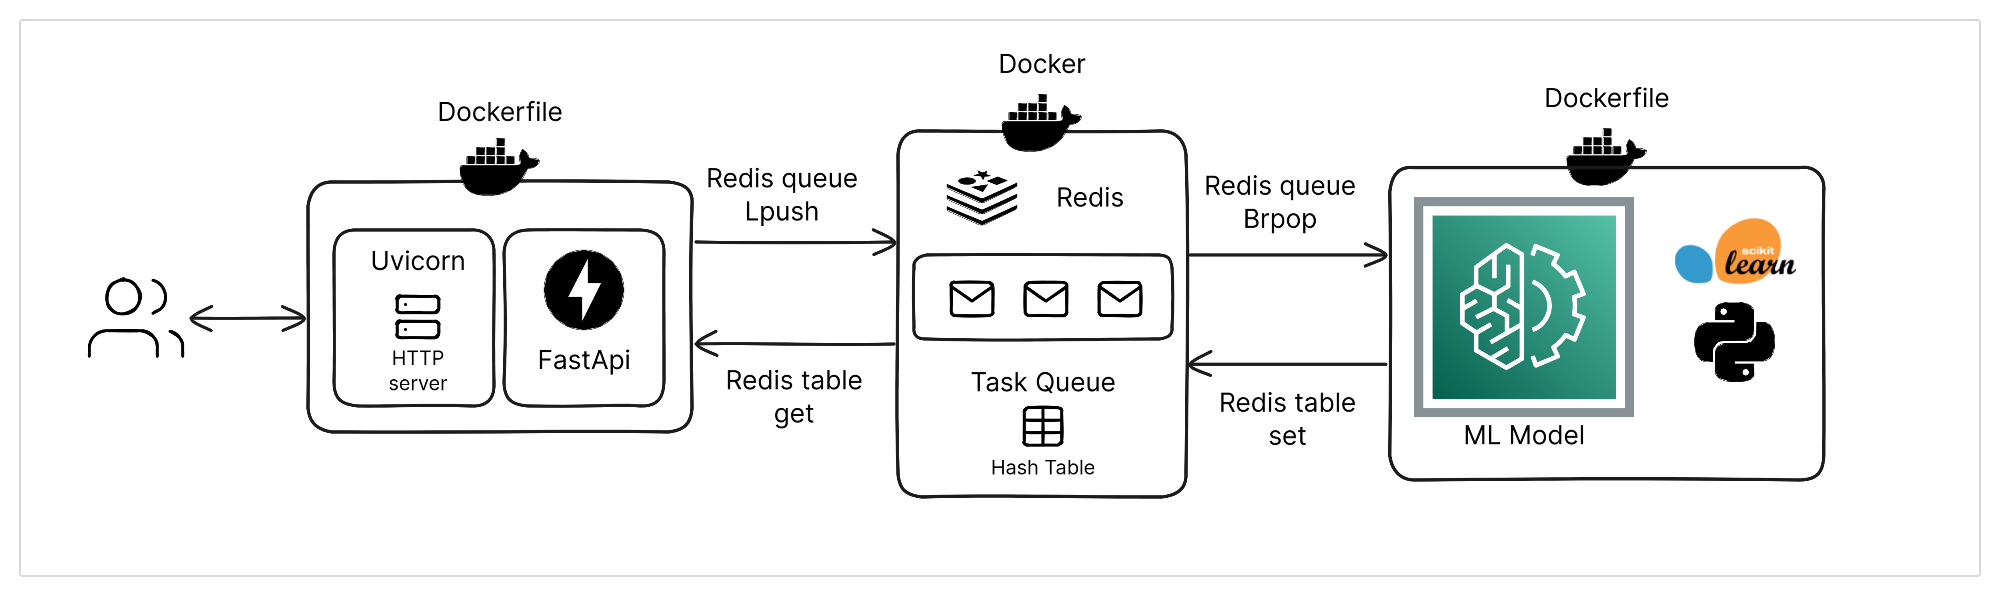 Dockerfile
Uvicorn
HTTP
server
FastApi
Redis queue
Lpush
Redis table
get
Docker
Redis
Task Queue
Hash Table
Redis queue
Brpop
Redis table
set
Dockerfile
ML Model
scikit
learn